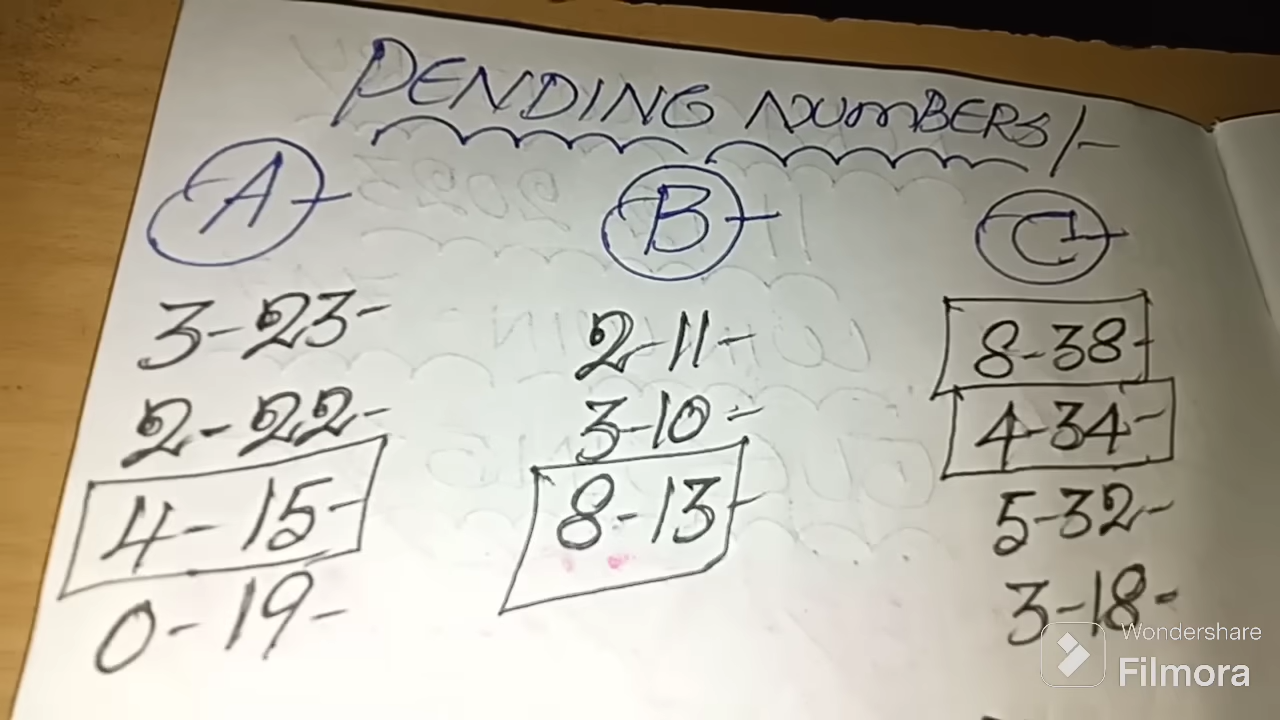 PENDING NUMBERS/-
A B C
3-23- 2-11- 8-38-
2-22- 3-10- 4-34-
4-15- 8-13- 5-32-
0-19- 3-18-
Wondershare
Filmora